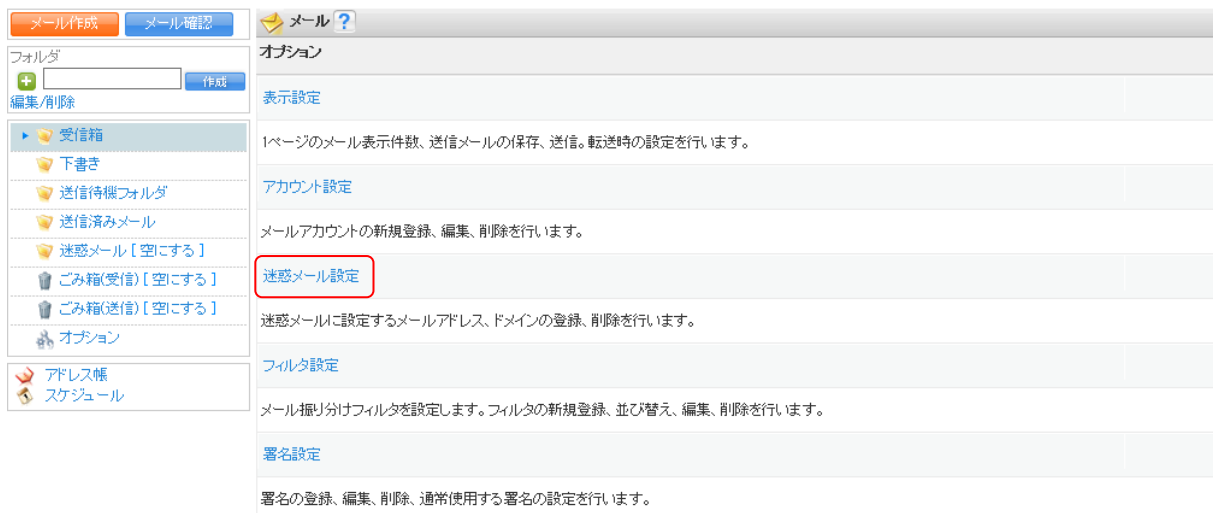 メール作成 メール確認
フォルダ
作成
編集/削除
受信箱
下書き
送信待機フォルダ
送信済みメール
迷惑メール [ 空にする ]
ごみ箱(受信) [ 空にする ]
ごみ箱(送信) [ 空にする ]
オプション
アドレス帳
スケジュール
メール ?
オプション
表示設定
1ページのメール表示件数、送信メールの保存、送信。転送時の設定を行います。
アカウント設定
メールアカウントの新規登録、編集、削除を行います。
迷惑メール設定
迷惑メールに設定するメールアドレス、ドメインの登録、削除を行います。
フィルタ設定
メール振り分けフィルタを設定します。フィルタの新規登録、並び替え、編集、削除を行います。
署名設定
署名の登録、編集、削除、通常使用する署名の設定を行います。